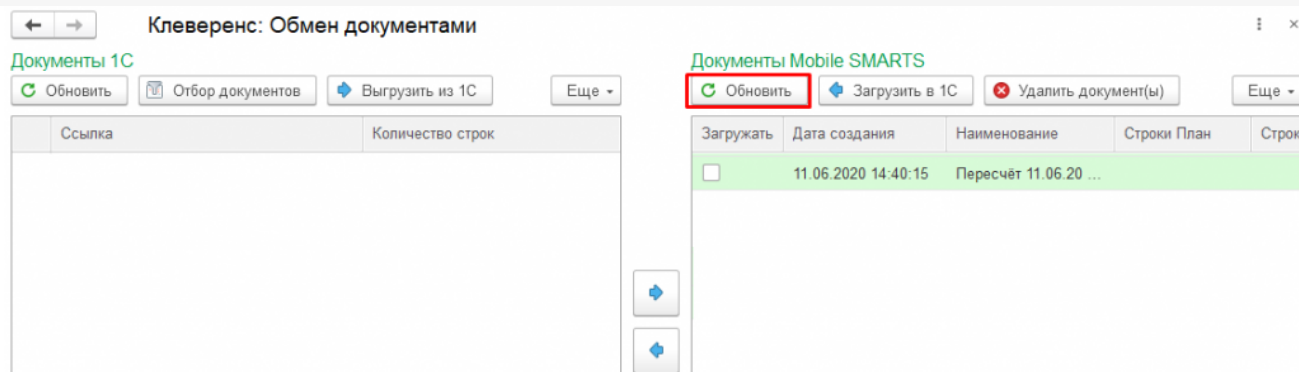 Клеверенс: Обмен документами
Документы 1С
Обновить Отбор документов Выгрузить из 1С Еще
Ссылка Количество строк
Документы Mobile SMARTS
Обновить Загрузить в 1С Удалить документ(ы) Еще
Загружать Дата создания Наименование Строки План Строк
11.06.2020 14:40:15 Пересчёт 11.06.20 ...